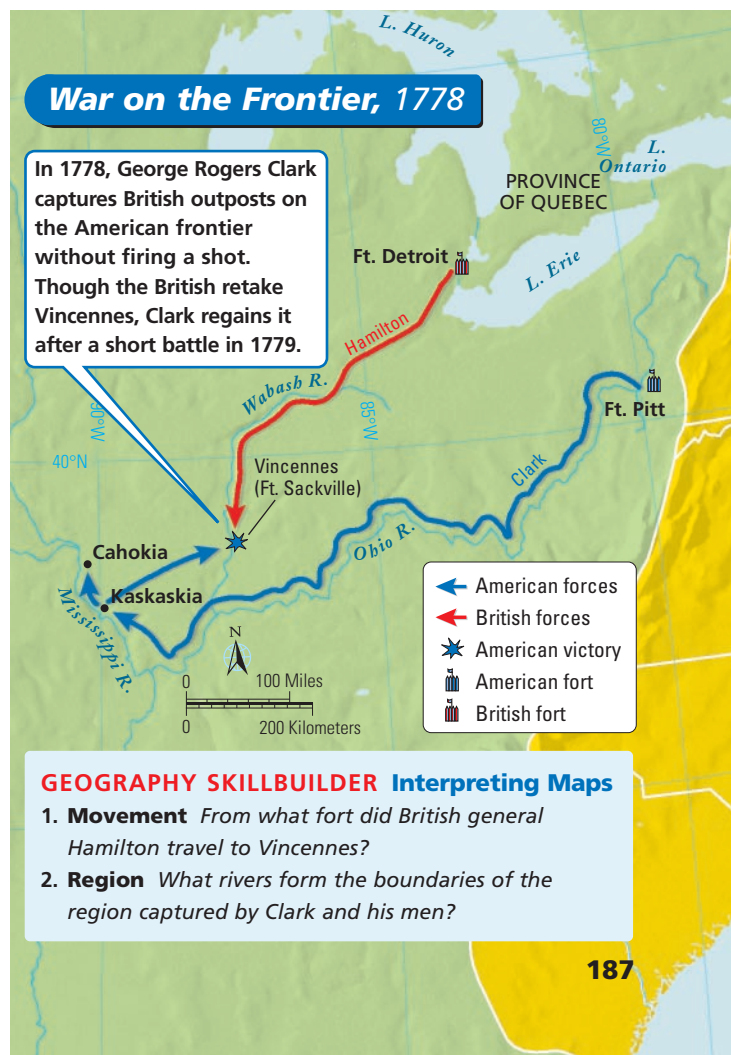 L. Huron
War on the Frontier, 1778
80°W
L.
Ontario
PROVINCE
OF QUEBEC
In 1778, George Rogers Clark
captures British outposts on
the American frontier
without firing a shot.
Though the British retake
Vincennes, Clark regains it
after a short battle in 1779.
Ft. Detroit
L. Erie
Hamilton
Wabash R.
Ft. Pitt
90°W
85°W
40°N
Vincennes
(Ft. Sackville)
Clark
Ohio R.
Cahokia
Kaskaskia
Mississippi R.
American forces
British forces
American victory
American fort
British fort
N
0 100 Miles
0 200 Kilometers
GEOGRAPHY SKILLBUILDER Interpreting Maps
1. Movement From what fort did British general
Hamilton travel to Vincennes?
2. Region What rivers form the boundaries of the
region captured by Clark and his men?
187